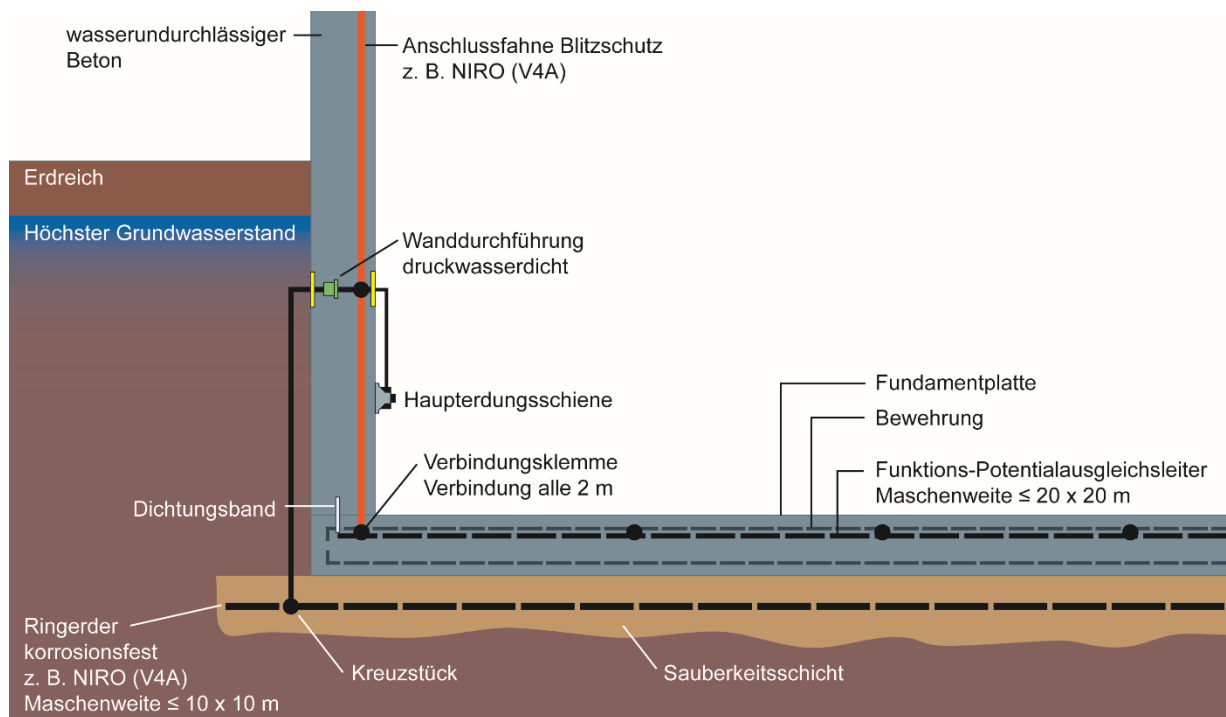 wasserundurchlässiger
Beton
Anschlussfahne Blitzschutz
z. B. NIRO (V4A)
Erdreich
Höchster Grundwasserstand
Wanddurchführung
druckwasserdicht
Haupterdungsschiene
Fundamentplatte
Bewehrung
Funktions-Potentialausgleichsleiter
Maschenweite ≤ 20 x 20 m
Verbindungsklemme
Verbindung alle 2 m
Dichtungsband
Ringerder
korrosionsfest
z. B. NIRO (V4A)
Maschenweite ≤ 10 x 10 m
Kreuzstück
Sauberkeitsschicht